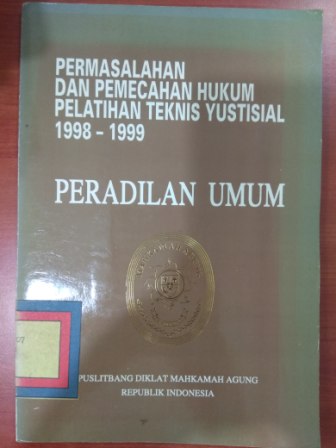 PERMASALAHAN
DAN PEMECAHAN HUKUM
PELATIHAN TEKNIS YUSTISIAL
1998 - 1999
PERADILAN UMUM
PUSLITBANG DIKLAT MAHKAMAH AGUNG
REPUBLIK INDONESIA